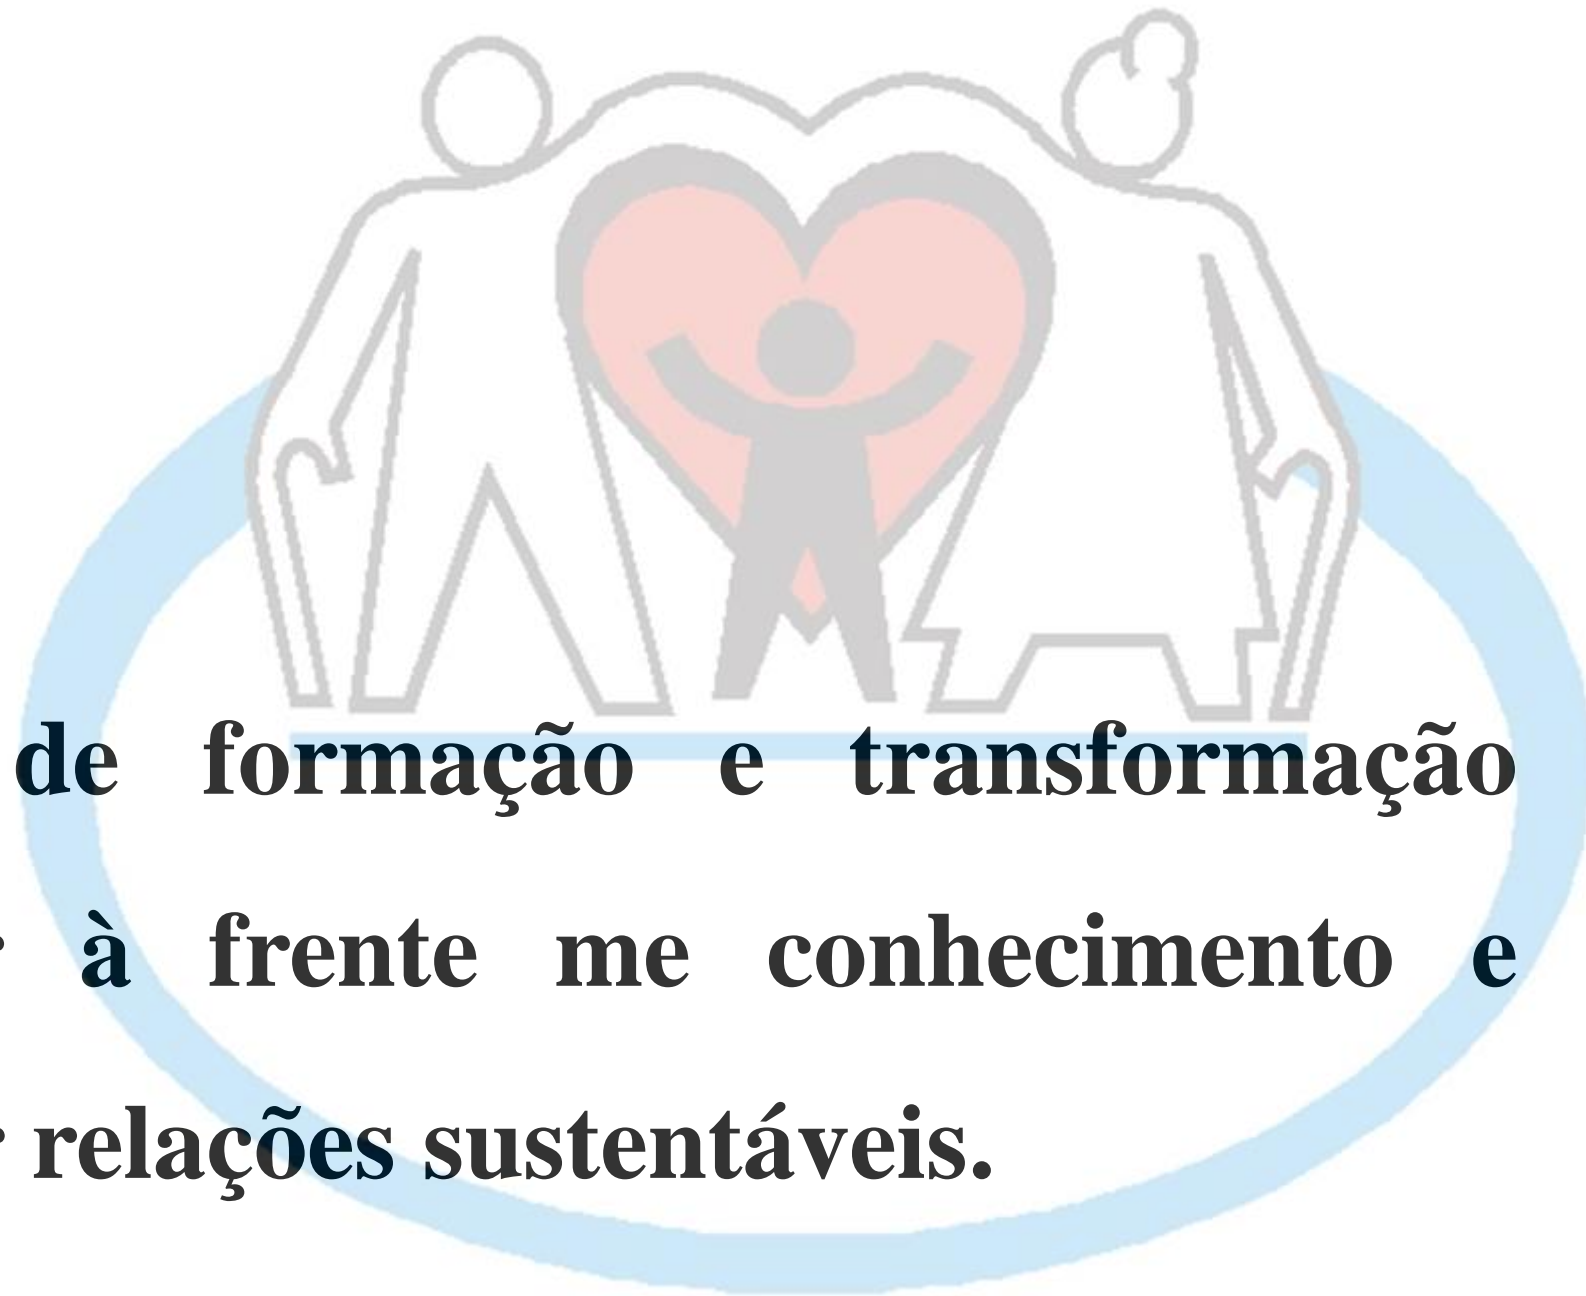 de formação e transformação
à frente me conhecimento e
relações sustentáveis.